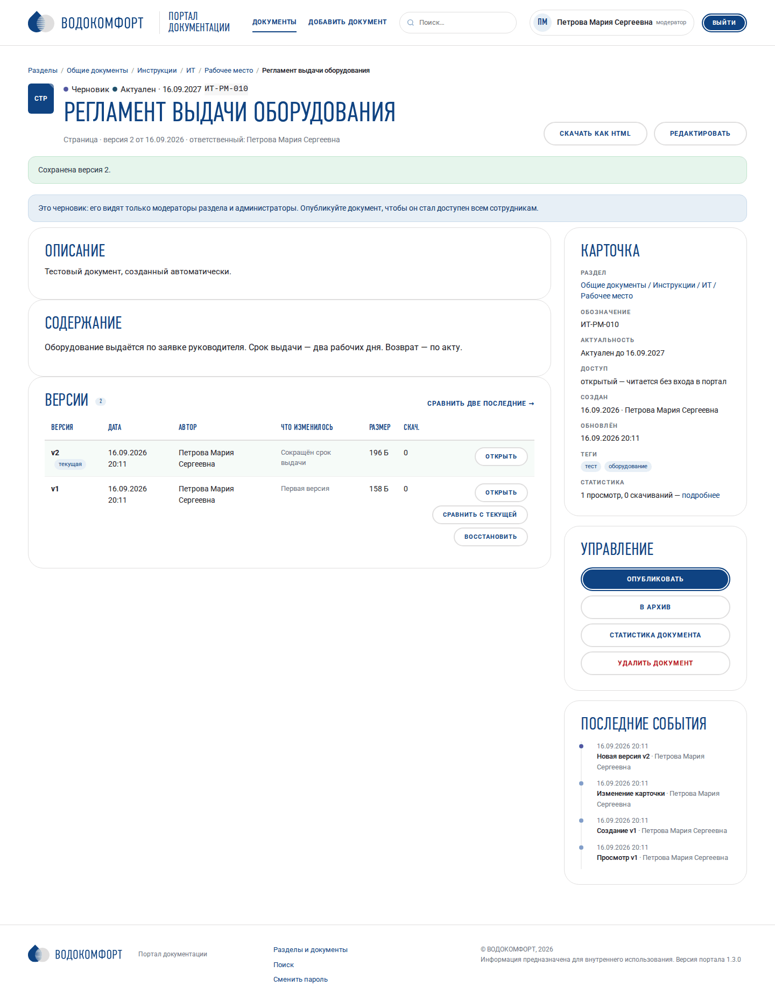 ВОДОКОМФОРТ
ПОРТАЛ
ДОКУМЕНТАЦИИ
ДОКУМЕНТЫ
ДОБАВИТЬ ДОКУМЕНТ
Поиск...
ПМ
Петрова Мария Сергеевна модератор
ВЫЙТИ
Разделы / Общие документы / Инструкции / ИТ / Рабочее место / Регламент выдачи оборудования
СТР
Черновик Актуален · 16.09.2027 ИТ-РМ-010
РЕГЛАМЕНТ ВЫДАЧИ ОБОРУДОВАНИЯ
Страница · версия 2 от 16.09.2026 · ответственный: Петрова Мария Сергеевна
СКАЧАТЬ КАК HTML
РЕДАКТИРОВАТЬ
Сохранена версия 2.
Это черновик: его видят только модераторы раздела и администраторы. Опубликуйте документ, чтобы он стал доступен всем сотрудникам.
ОПИСАНИЕ
Тестовый документ, созданный автоматически.
СОДЕРЖАНИЕ
Оборудование выдаётся по заявке руководителя. Срок выдачи — два рабочих дня. Возврат — по акту.
ВЕРСИИ 2
СРАВНИТЬ ДВЕ ПОСЛЕДНИЕ →
ВЕРСИЯ ДАТА АВТОР ЧТО ИЗМЕНИЛОСЬ РАЗМЕР СКАЧ.
v2 16.09.2026 Петрова Мария Сокращён срок 196 Б 0 ОТКРЫТЬ
текущая 20:11 Сергеевна выдачи
v1 16.09.2026 Петрова Мария Первая версия 158 Б 0 ОТКРЫТЬ
20:11 Сергеевна
СРАВНИТЬ С ТЕКУЩЕЙ
ВОССТАНОВИТЬ
КАРТОЧКА
РАЗДЕЛ
Общие документы / Инструкции / ИТ /
Рабочее место
ОБОЗНАЧЕНИЕ
ИТ-РМ-010
АКТУАЛЬНОСТЬ
Актуален до 16.09.2027
ДОСТУП
открытый — читается без входа в портал
СОЗДАН
16.09.2026 · Петрова Мария Сергеевна
ОБНОВЛЁН
16.09.2026 20:11
ТЕГИ
тест оборудование
СТАТИСТИКА
1 просмотр, 0 скачиваний — подробнее
УПРАВЛЕНИЕ
ОПУБЛИКОВАТЬ
В АРХИВ
СТАТИСТИКА ДОКУМЕНТА
УДАЛИТЬ ДОКУМЕНТ
ПОСЛЕДНИЕ СОБЫТИЯ
16.09.2026 20:11
Новая версия v2 · Петрова Мария
Сергеевна
16.09.2026 20:11
Изменение карточки · Петрова Мария
Сергеевна
16.09.2026 20:11
Создание v1 · Петрова Мария Сергеевна
16.09.2026 20:11
Просмотр v1 · Петрова Мария Сергеевна
ВОДОКОМФОРТ
Портал документации
Разделы и документы
Поиск
Сменить пароль
© ВОДОКОМФОРТ, 2026
Информация предназначена для внутреннего использования. Версия портала 1.3.0